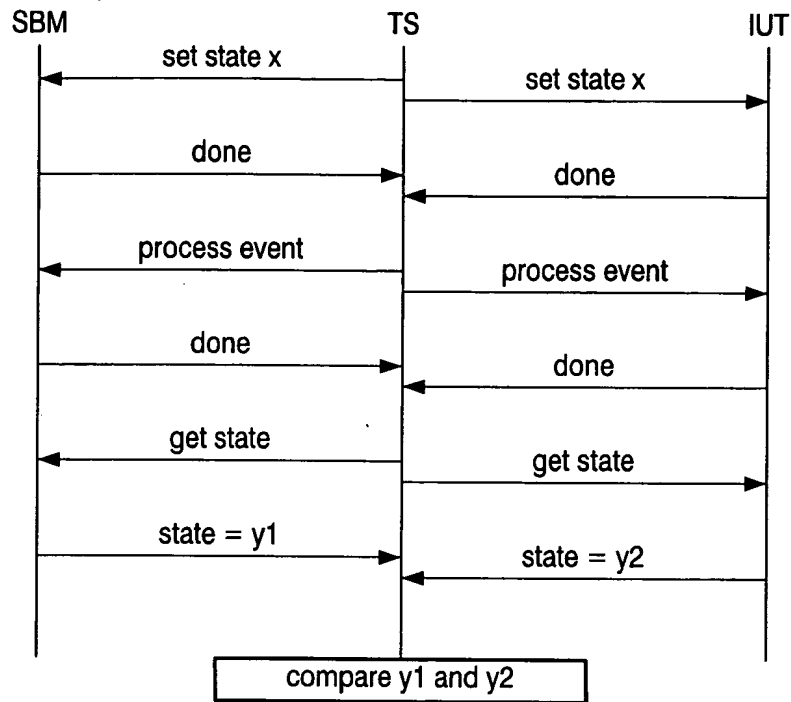 SBM TS IUT
set state x
set state x
done
done
process event
process event
done
done
get state
get state
state = y1
state = y2
compare y1 and y2